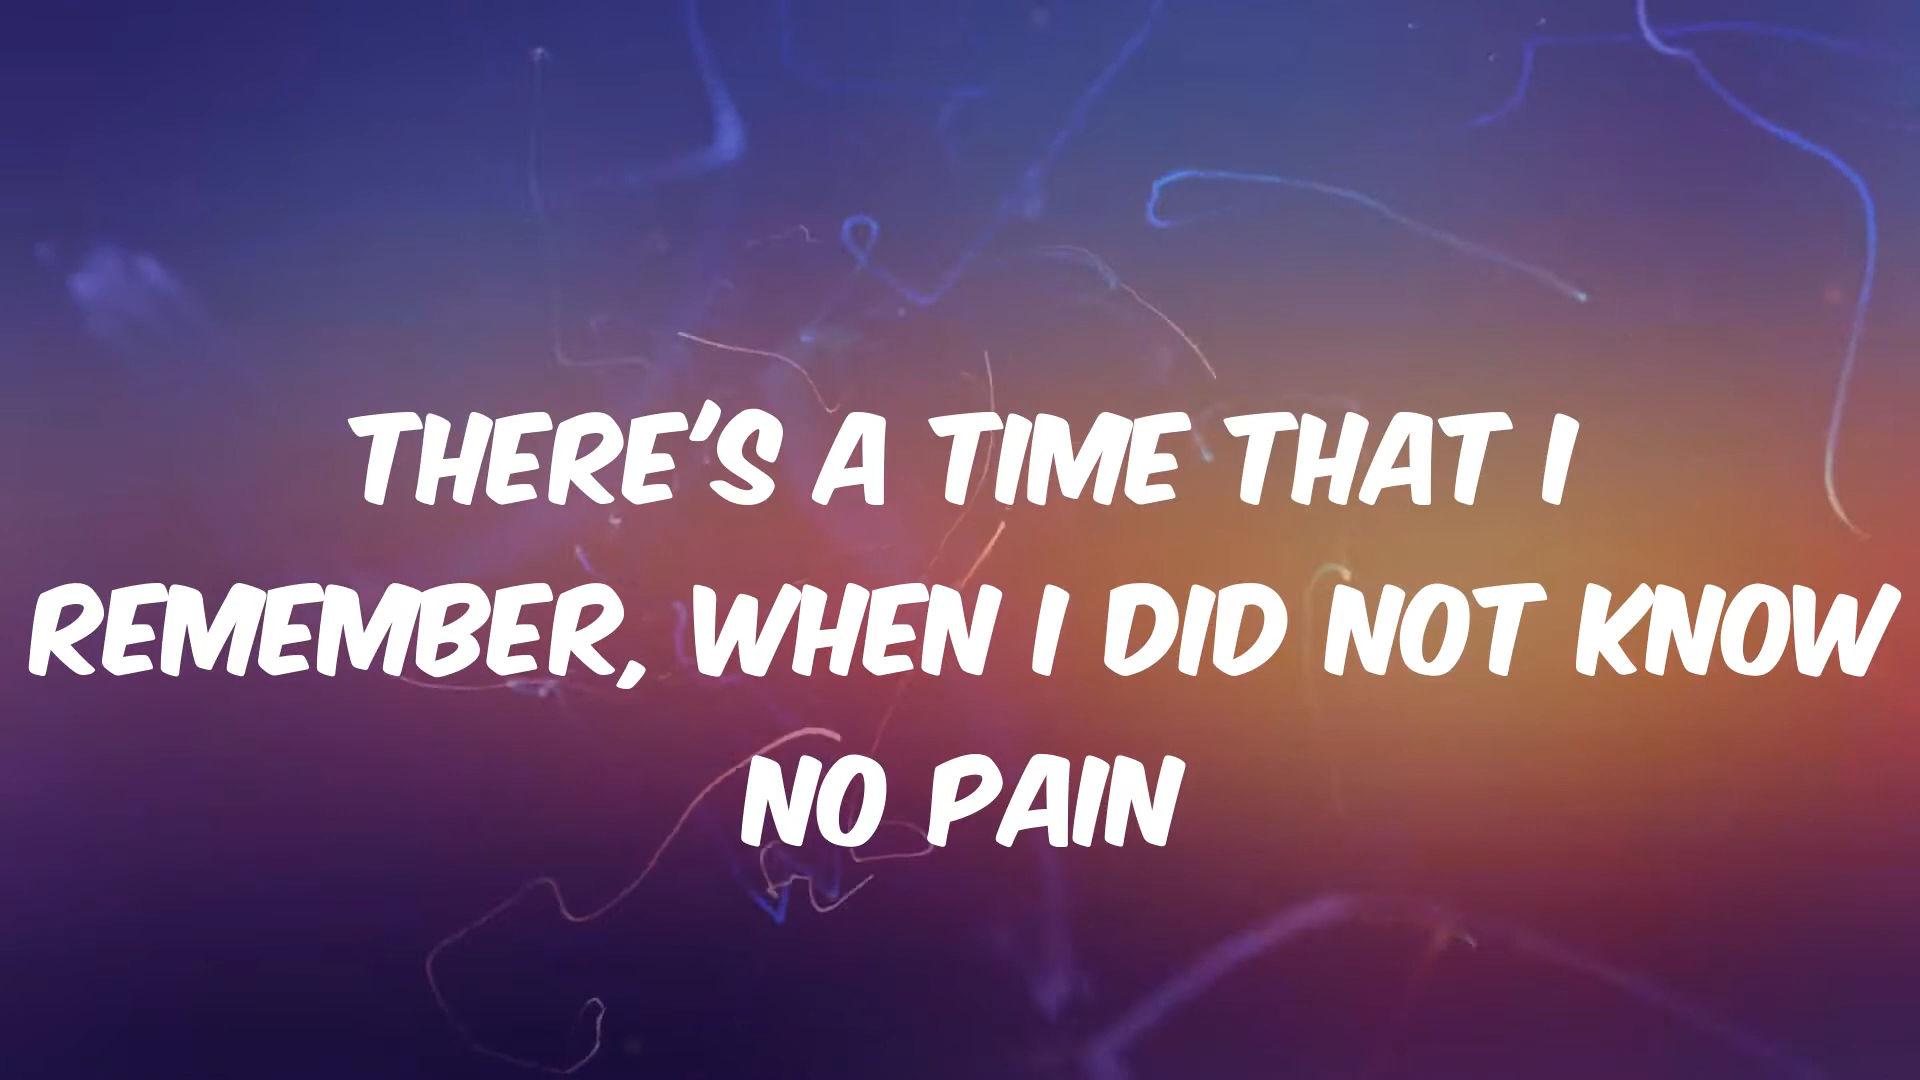 THERE'S A TIME THAT I
REMEMBER, WHEN I DID NOT KNOW
NO PAIN